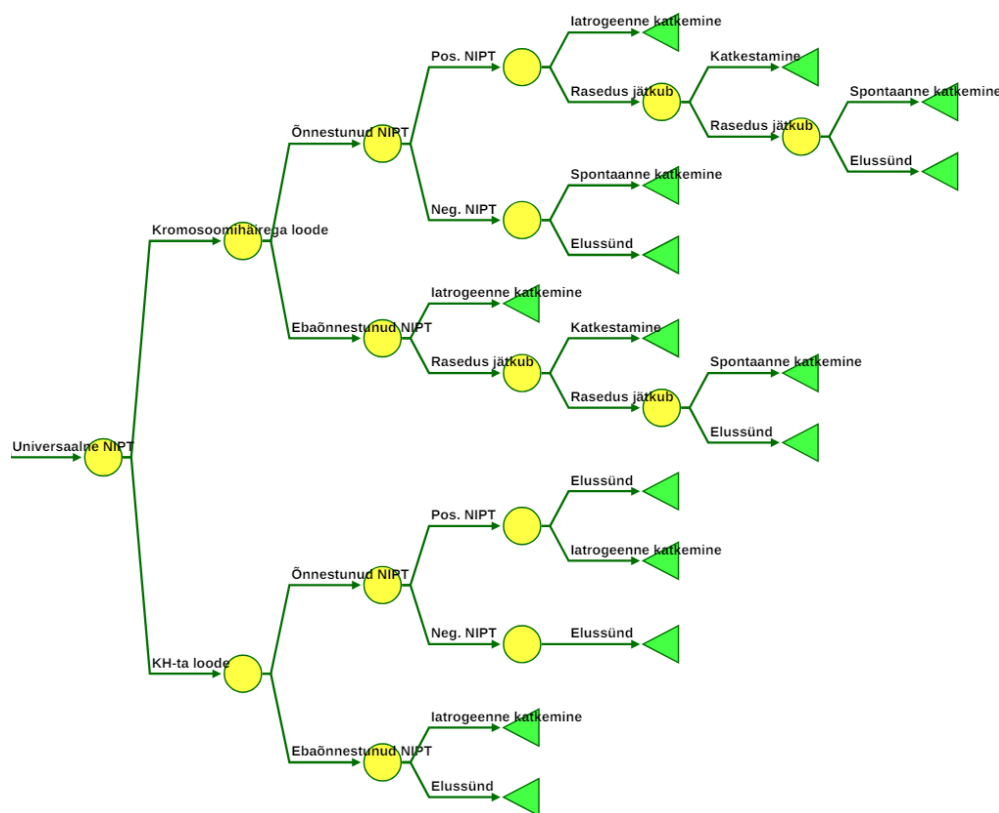 Iatrogeenne katkemine
Pos. NIPT
Katkestamine
Rasedus jätkub
Spontaanne katkemine
Rasedus jätkub
Õnnestunud NIPT
Elussünd
Spontaanne katkemine
Neg. NIPT
Kromosoomihäirega loode
Elussünd
Iatrogeenne katkemine
Ebaõnnestunud NIPT
Katkestamine
Rasedus jätkub
Spontaanne katkemine
Rasedus jätkub
Elussünd
Universaalne NIPT
Elussünd
Pos. NIPT
Iatrogeenne katkemine
Õnnestunud NIPT
Neg. NIPT
Elussünd
KH-ta loode
Iatrogeenne katkemine
Ebaõnnestunud NIPT
Elussünd